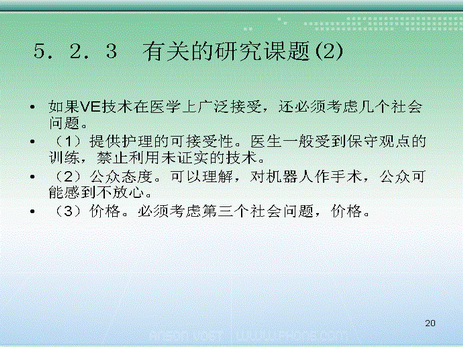 5．2．3　有关的研究课题(2)
• 如果VE技术在医学上广泛接受，还必须考虑几个社会
问题。
• （1）提供护理的可接受性。医生一般受到保守观点的
训练，禁止利用未证实的技术。
• （2）公众态度。可以理解，对机器人作手术，公众可
能感到不放心。
• （3）价格。必须考虑第三个社会问题，价格。
20